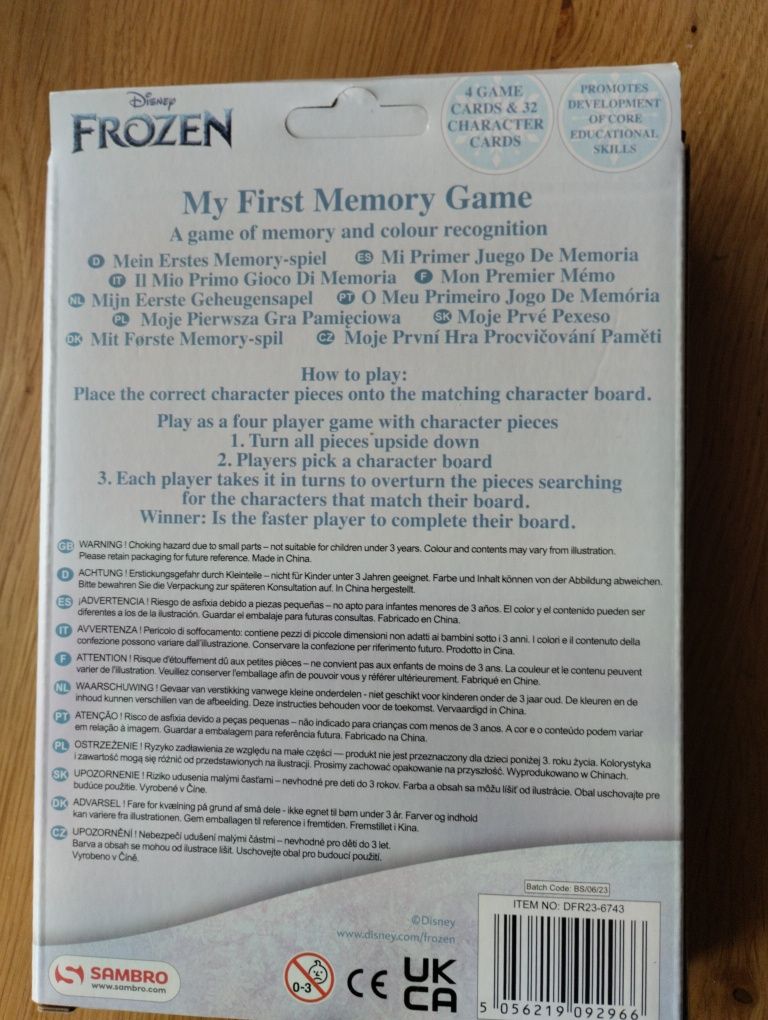 Disney
FROZEN
4 GAME
CARDS & 32
CHARACTER
CARDS
PROMOTES
DEVELOPMENT
OF CORE
EDUCATIONAL
SKILLS
My First Memory Game
A game of memory and colour recognition
D Mein Erstes Memory-spiel ES Mi Primer Juego De Memoria
IT Il Mio Primo Gioco Di Memoria F Mon Premier Mémo
NL Mijn Eerste Geheugensapel PT O Meu Primeiro Jogo De Memória
PL Moje Pierwsza Gra Pamięciowa SK Moje Prvé Pexeso
DK Mit Første Memory-spil CZ Moje První Hra Procvičování Paměti
How to play:
Place the correct character pieces onto the matching character board.
Play as a four player game with character pieces
1. Turn all pieces upside down
2. Players pick a character board
3. Each player takes it in turns to overturn the pieces searching
for the characters that match their board.
Winner: Is the faster player to complete their board.
GB WARNING ! Choking hazard due to small parts – not suitable for children under 3 years. Colour and contents may vary from illustration.
Please retain packaging for future reference. Made in China.
D ACHTUNG ! Erstickungsgefahr durch Kleinteile – nicht für Kinder unter 3 Jahren geeignet. Farbe und Inhalt können von der Abbildung abweichen.
Bitte bewahren Sie die Verpackung zur späteren Konsultation auf. In China hergestellt.
ES ¡ADVERTENCIA ! Riesgo de asfixia debido a piezas pequeñas – no apto para infantes menores de 3 años. El color y el contenido pueden ser
diferentes a los de la ilustración. Guardar el embalaje para futuras consultas. Fabricado en China.
IT AVVERTENZA ! Pericolo di soffocamento: contiene pezzi di piccole dimensioni non adatti ai bambini sotto i 3 anni. I colori e il contenuto della
confezione possono variare dall'illustrazione. Conservare la confezione per riferimento futuro. Prodotto in Cina.
F ATTENTION ! Risque d'étouffement dû aux petites pièces – ne convient pas aux enfants de moins de 3 ans. La couleur et le contenu peuvent
varier de l'illustration. Veuillez conserver l'emballage afin de pouvoir vous y référer ultérieurement. Fabriqué en Chine.
NL WAARSCHUWING ! Gevaar van verstikking vanwege kleine onderdelen - niet geschikt voor kinderen onder de 3 jaar oud. De kleuren en de
inhoud kunnen verschillen van de afbeelding. Deze instructies behouden voor de toekomst. Vervaardigd in China.
PT ATENÇÃO ! Risco de asfixia devido a peças pequenas – não indicado para crianças com menos de 3 anos. A cor e o conteúdo podem variar
em relação à imagem. Guardar a embalagem para referência futura. Fabricado na China.
PL OSTRZEŻENIE ! Ryzyko zadławienia ze względu na małe części — produkt nie jest przeznaczony dla dzieci poniżej 3. roku życia. Kolorystyka
i zawartość mogą się różnić od przedstawionych na ilustracji. Prosimy zachować opakowanie na przyszłość. Wyprodukowano w Chinach.
SK UPOZORNENIE ! Riziko udusenia malými časťami – nevhodné pre deti do 3 rokov. Farba a obsah sa môžu líšiť od ilustrácie. Obal uschovajte pre
budúce použitie. Vyrobené v Číne.
DK ADVARSEL ! Fare for kvælning på grund af små dele - ikke egnet til børn under 3 år. Farver og indhold
kan variere fra illustrationen. Gem emballagen til reference i fremtiden. Fremstillet i Kina.
CZ UPOZORNĚNÍ ! Nebezpečí udušení malými částmi – nevhodné pro děti do 3 let.
Barva a obsahem se mohou od ilustrace lišit. Uschovejte obal pro budoucí použití.
Vyrobeno v Číně.
Batch Code: BS/06/23
ITEM NO: DFR23-6743
©Disney
www.disney.com/frozen
SAMBRO
www.sambro.com
0-3
CE
UK
CA
5 056219 092966